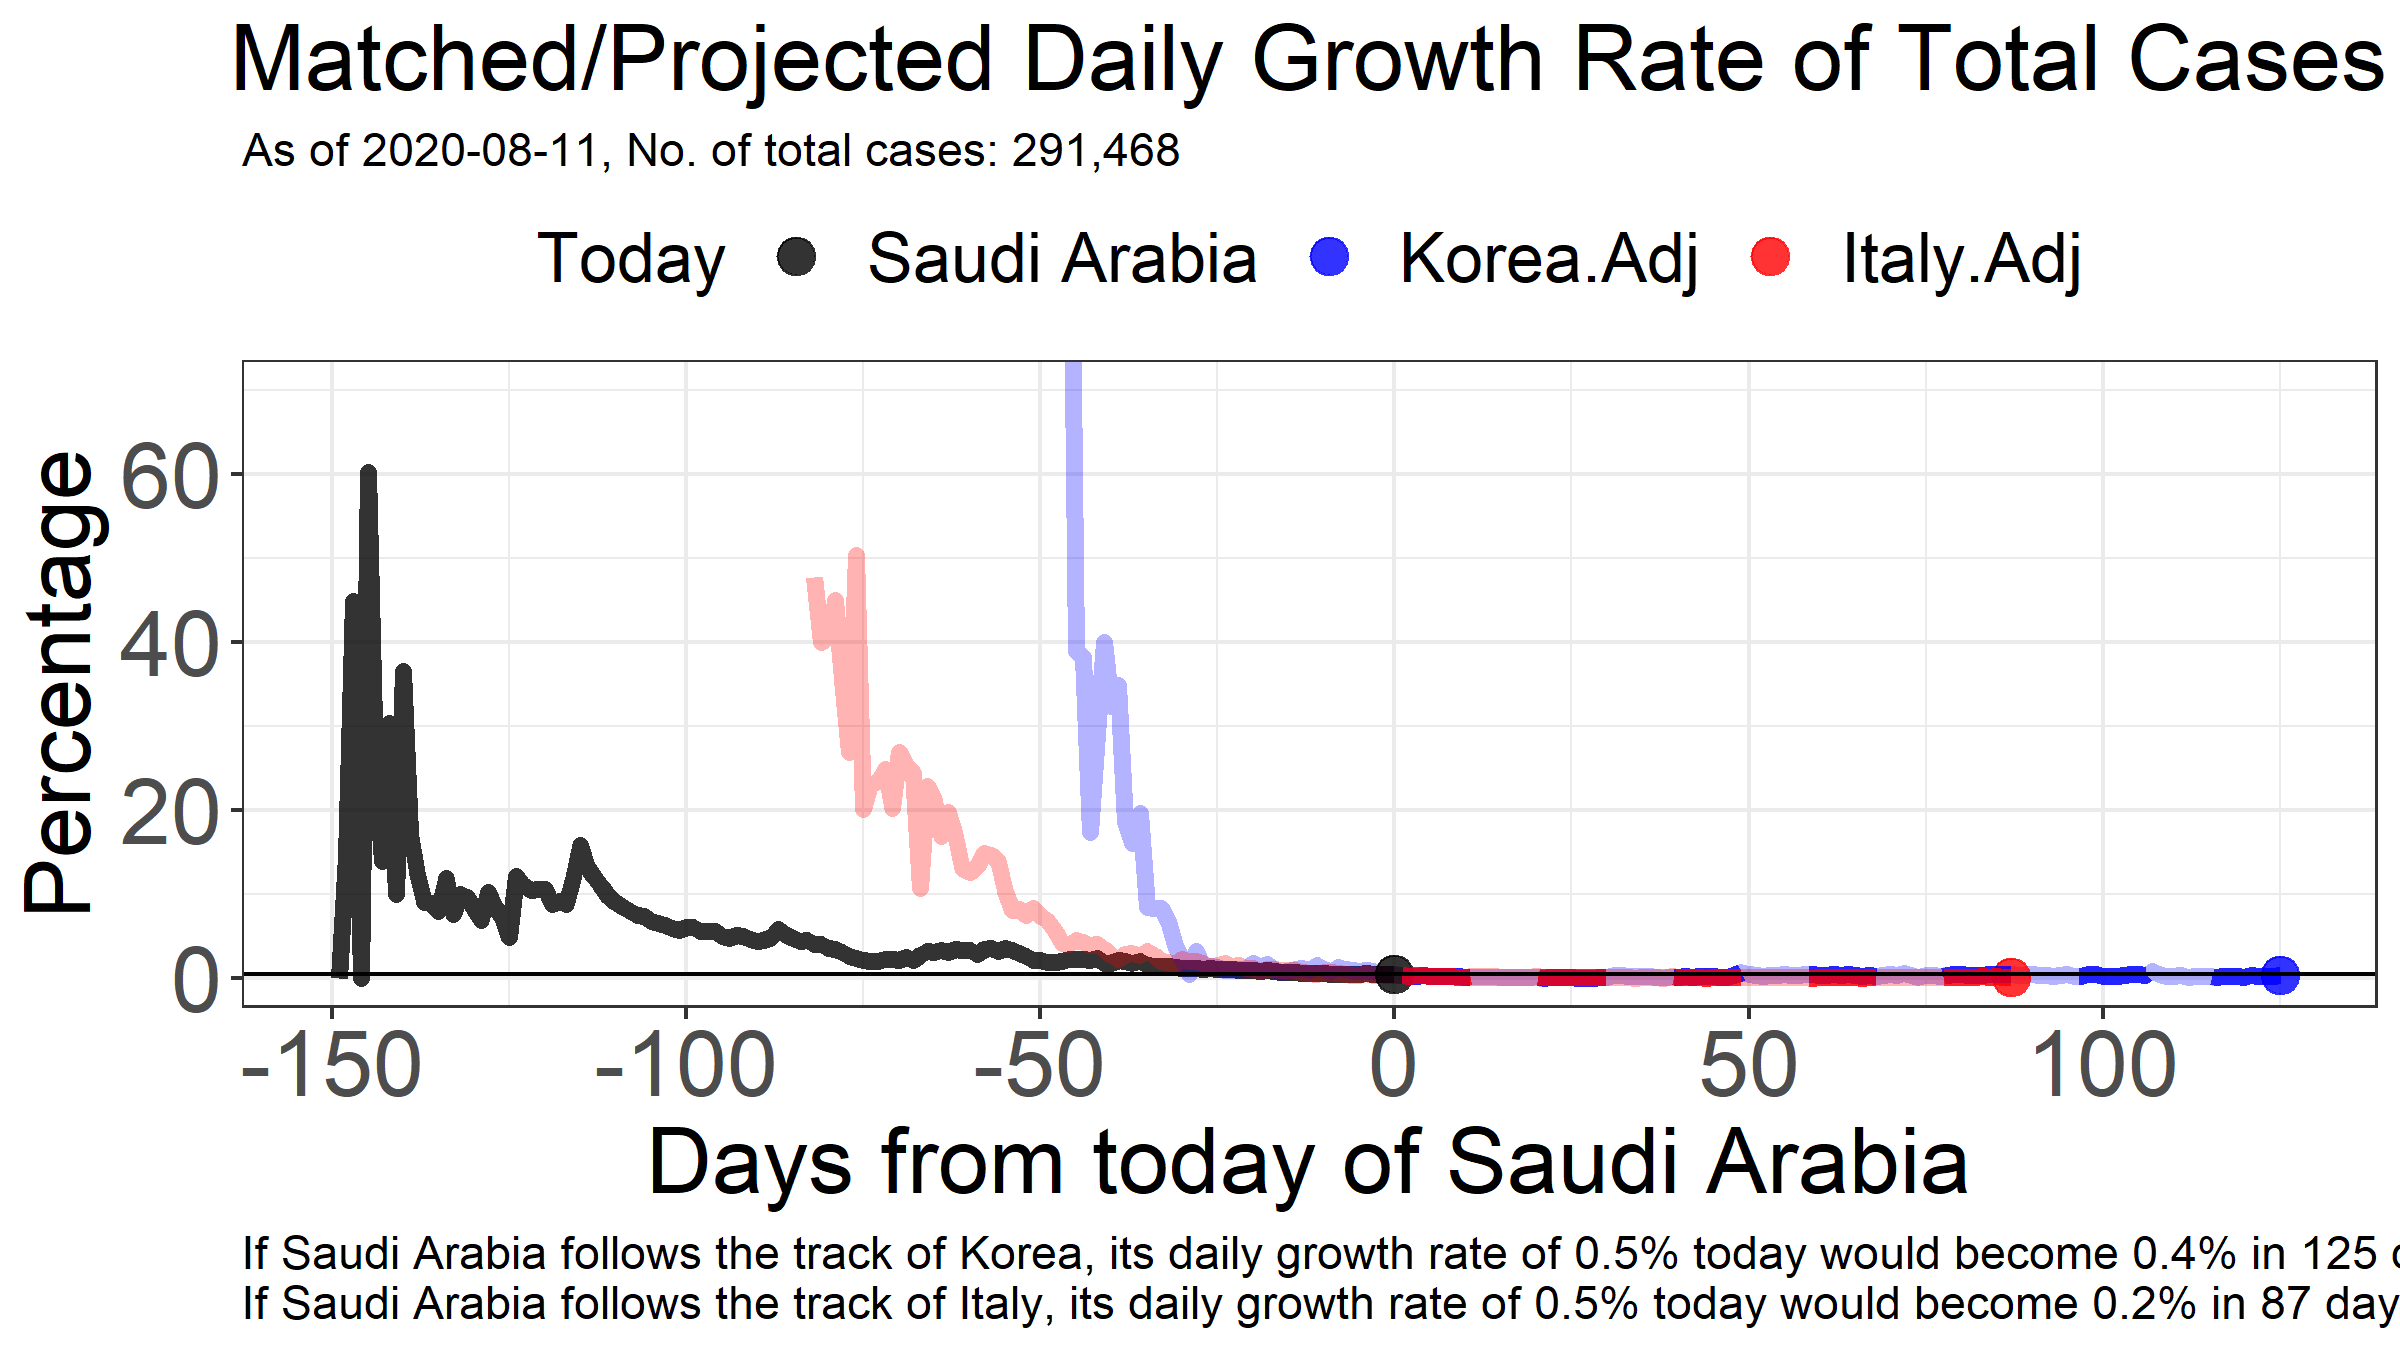 Matched/Projected Daily Growth Rate of Total Cases
As of 2020-08-11, No. of total cases: 291,468
Today Saudi Arabia Korea.Adj Italy.Adj
Percentage
60
40
20
0
-150 -100 -50 0 50 100
Days from today of Saudi Arabia
If Saudi Arabia follows the track of Korea, its daily growth rate of 0.5% today would become 0.4% in 125
If Saudi Arabia follows the track of Italy, its daily growth rate of 0.5% today would become 0.2% in 87 day